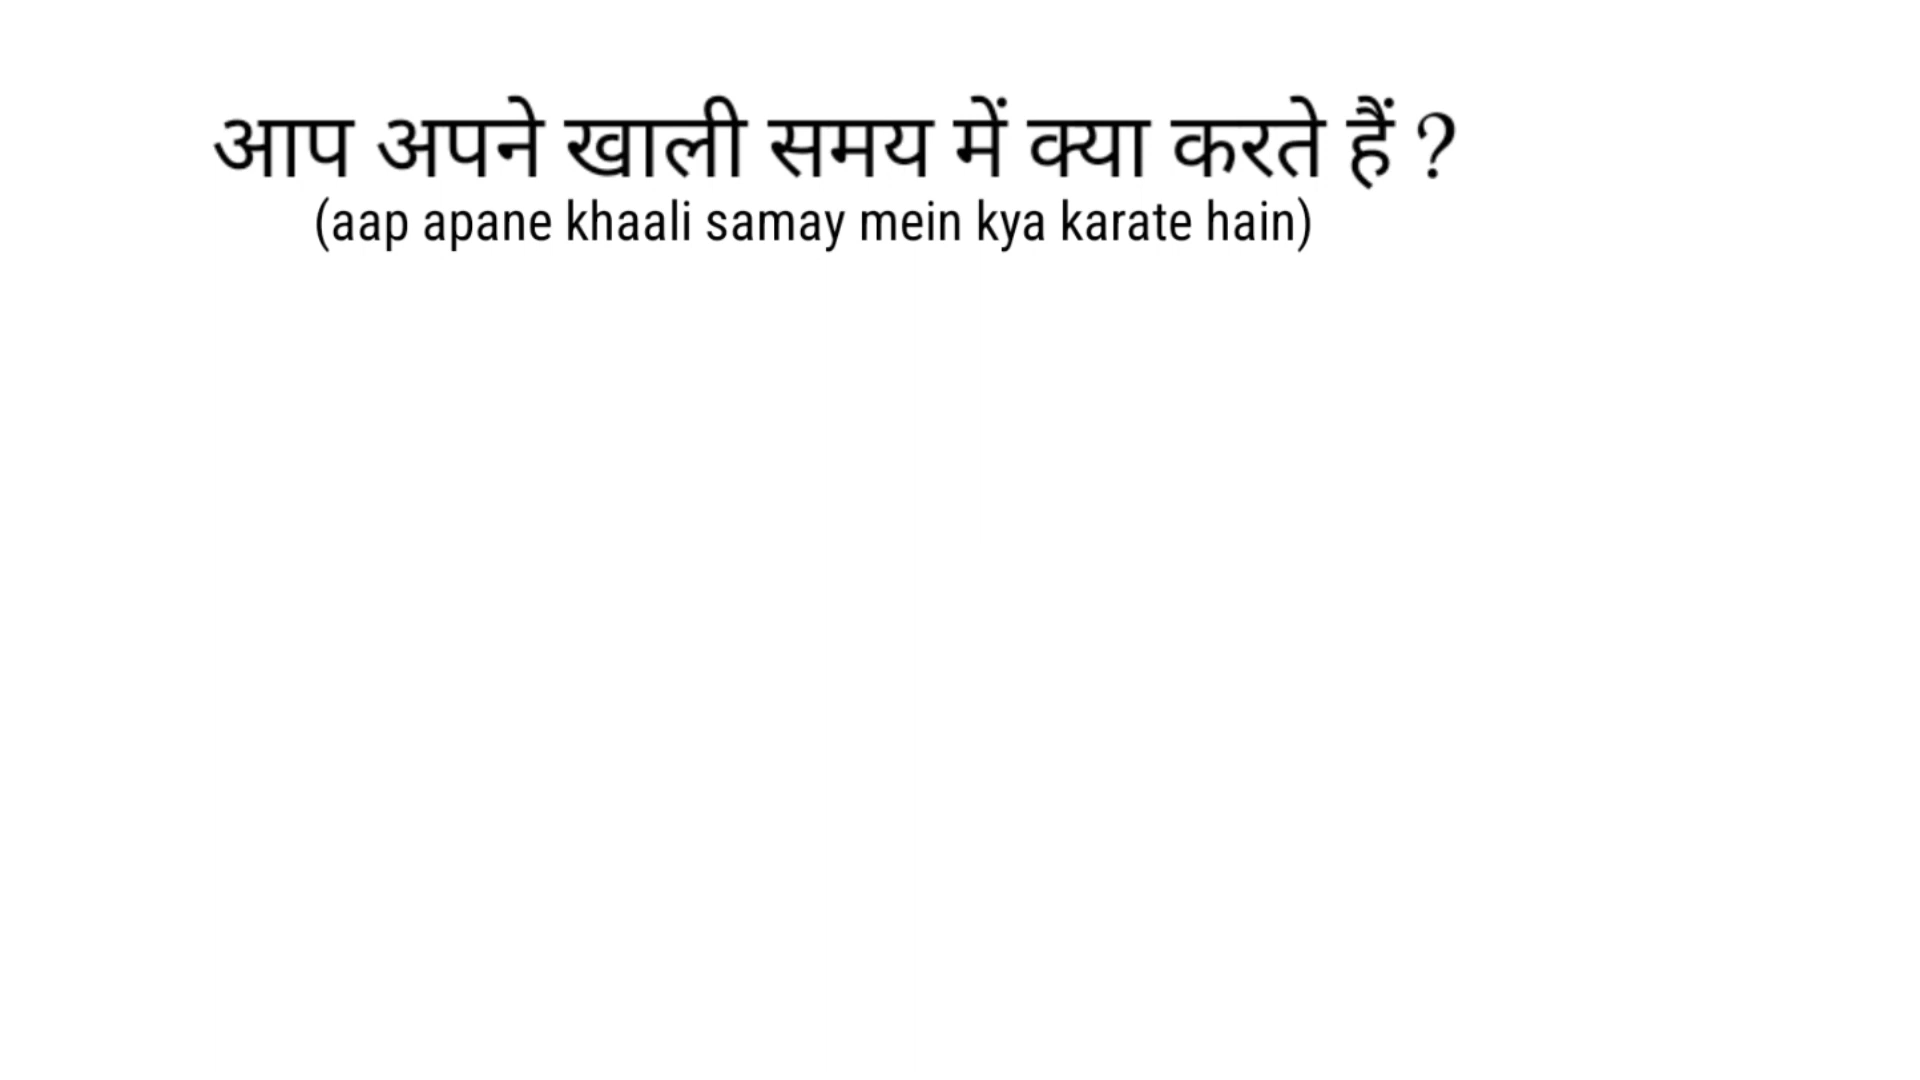 आप अपने खाली समय में क्या करते हैं ?
(aap apane khaali samay mein kya karate hain)